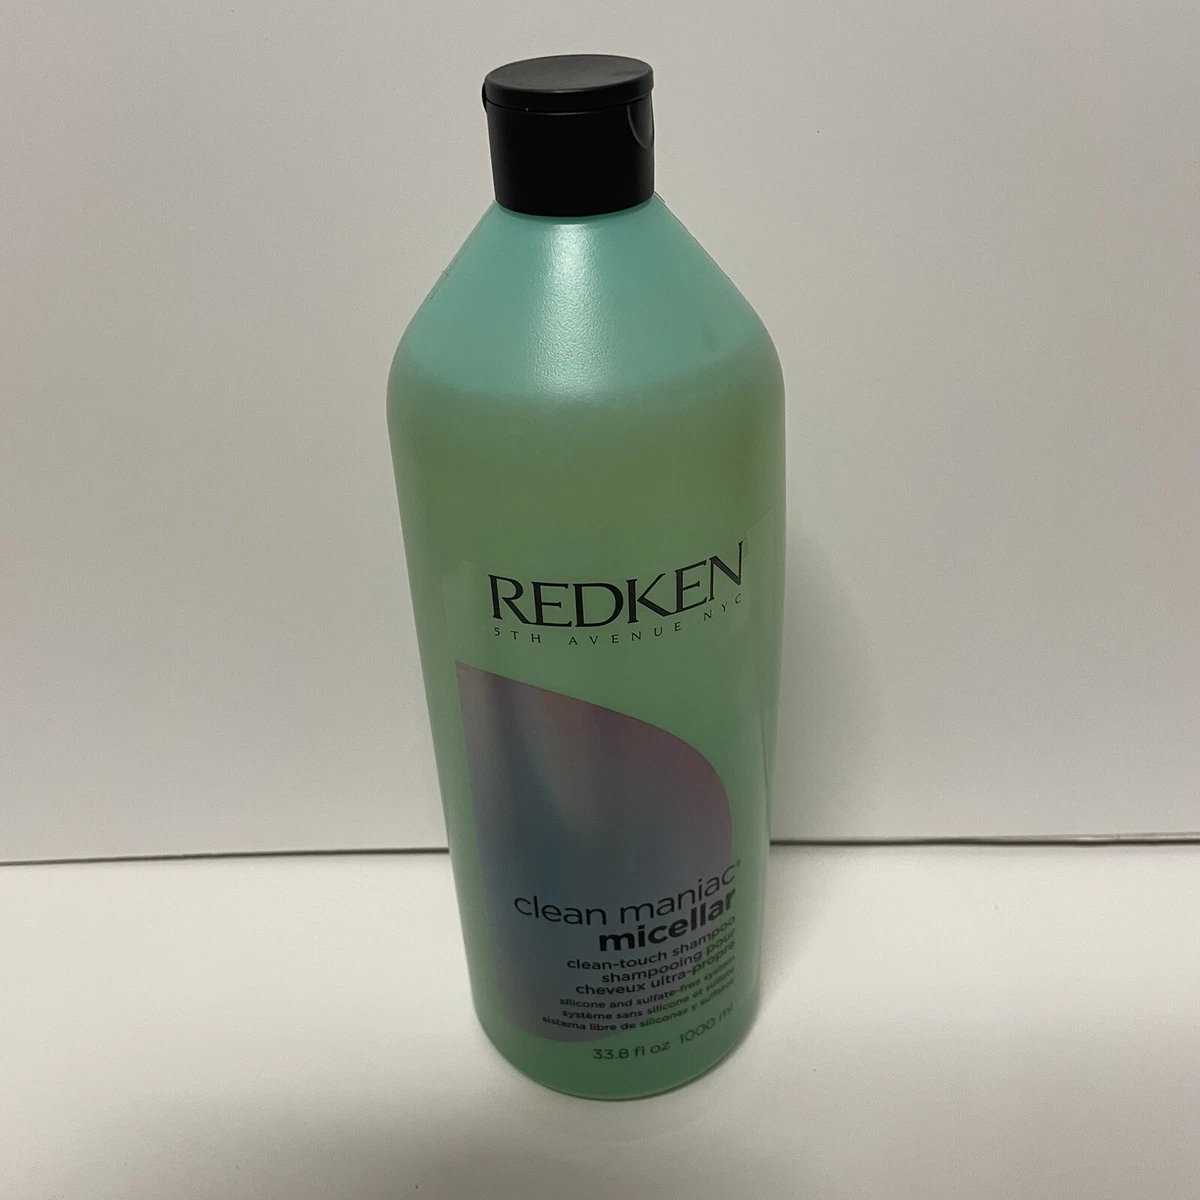 REDKEN
5TH AVENUE NYC
clean maniac®
micellar
clean-touch shampoo
shampooing pour
cheveux ultra-propre
silicone and sulfate-free system
système sans silicone et sulfate
sistema libre de siliconas y sulfatos
33.8 fl oz 1000 ml